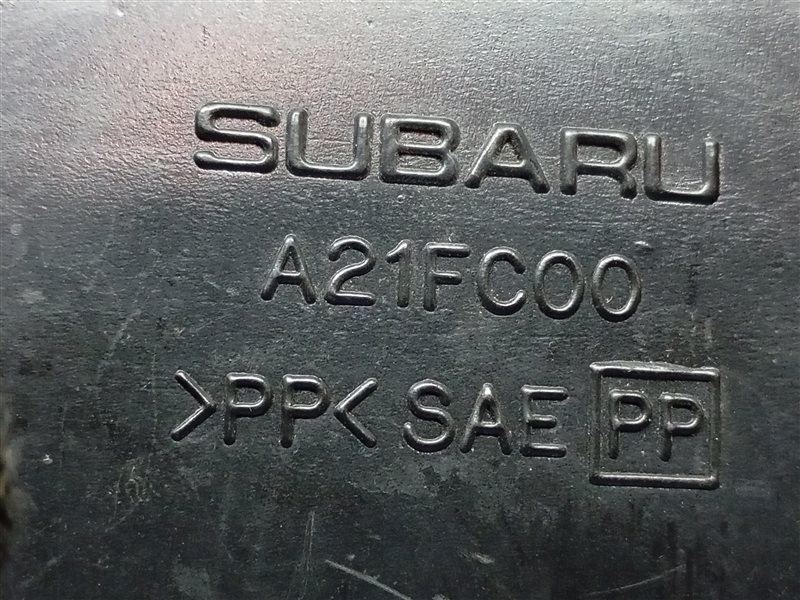 SUBARU
A21FC00
>PP< SAE PP